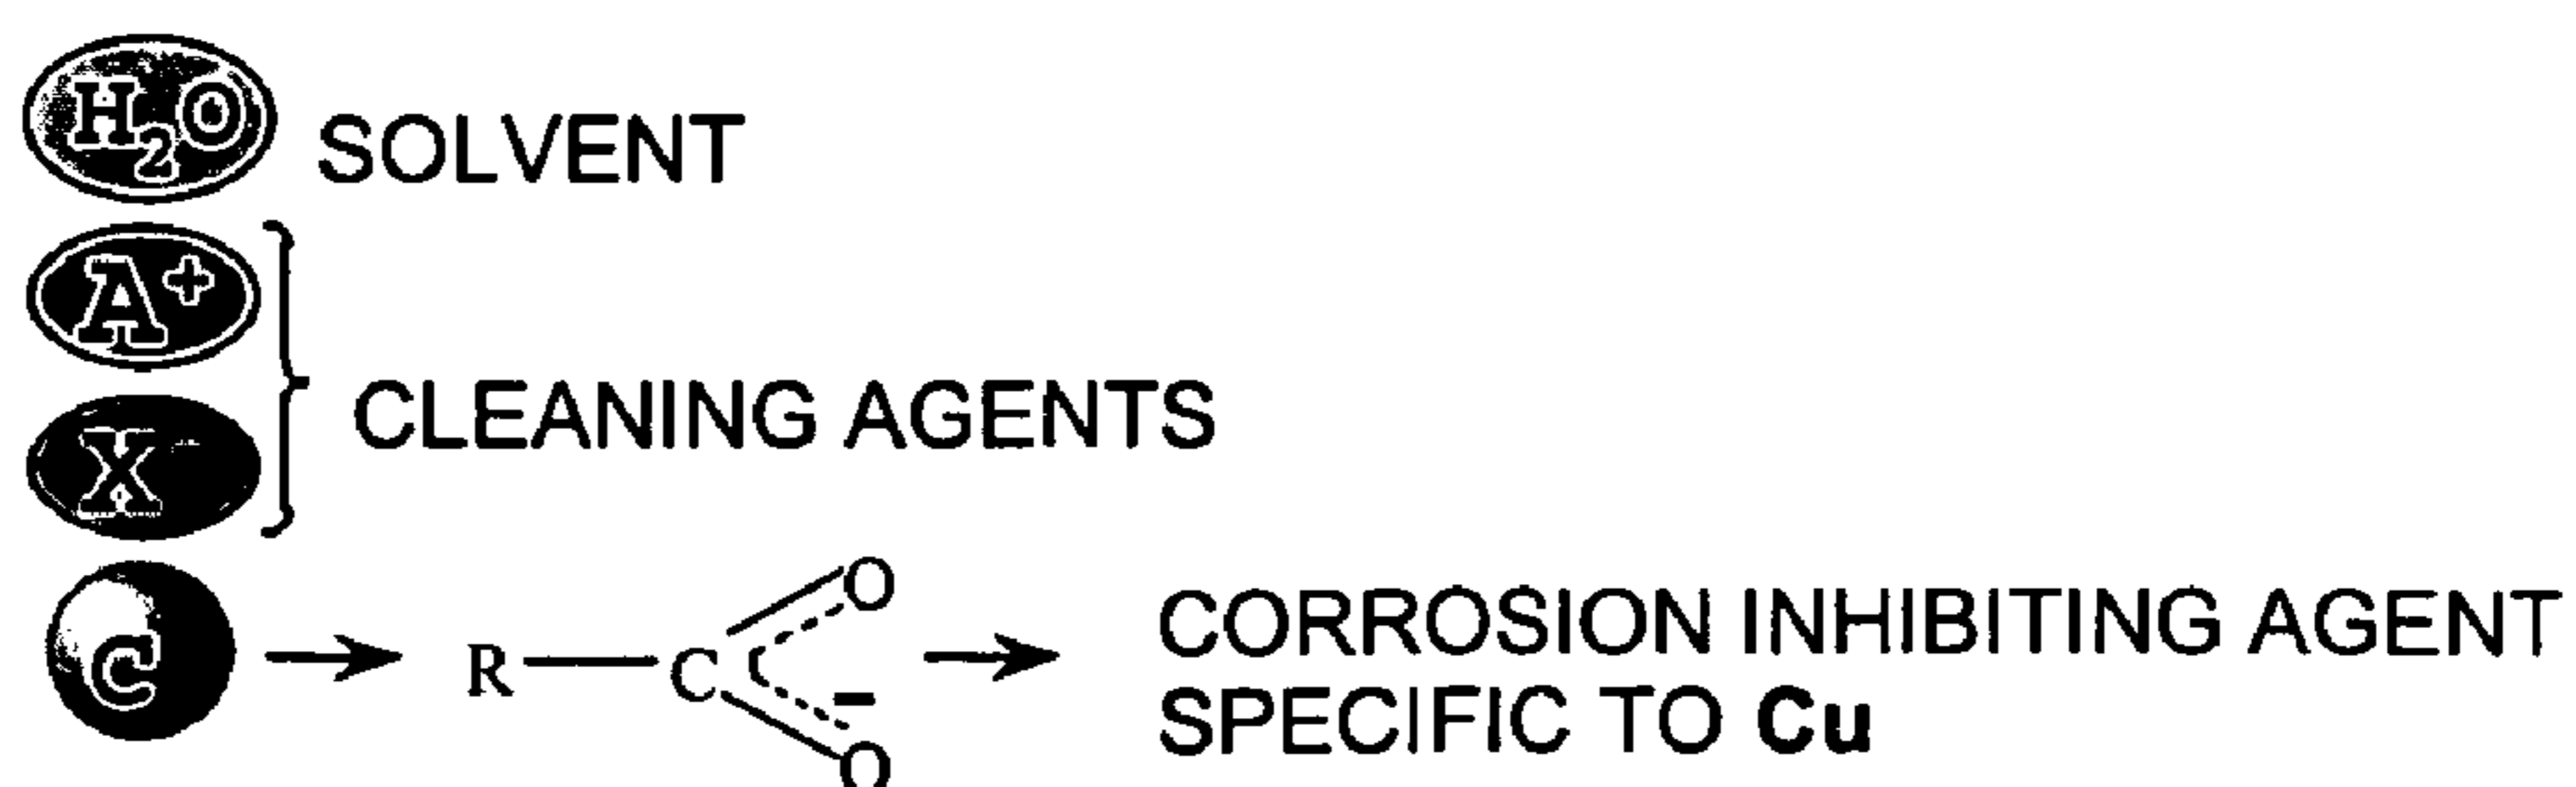 H2O SOLVENT
A+
CLEANING AGENTS
X-
C R C O - O
CORROSION INHIBITING AGENT
SPECIFIC TO Cu